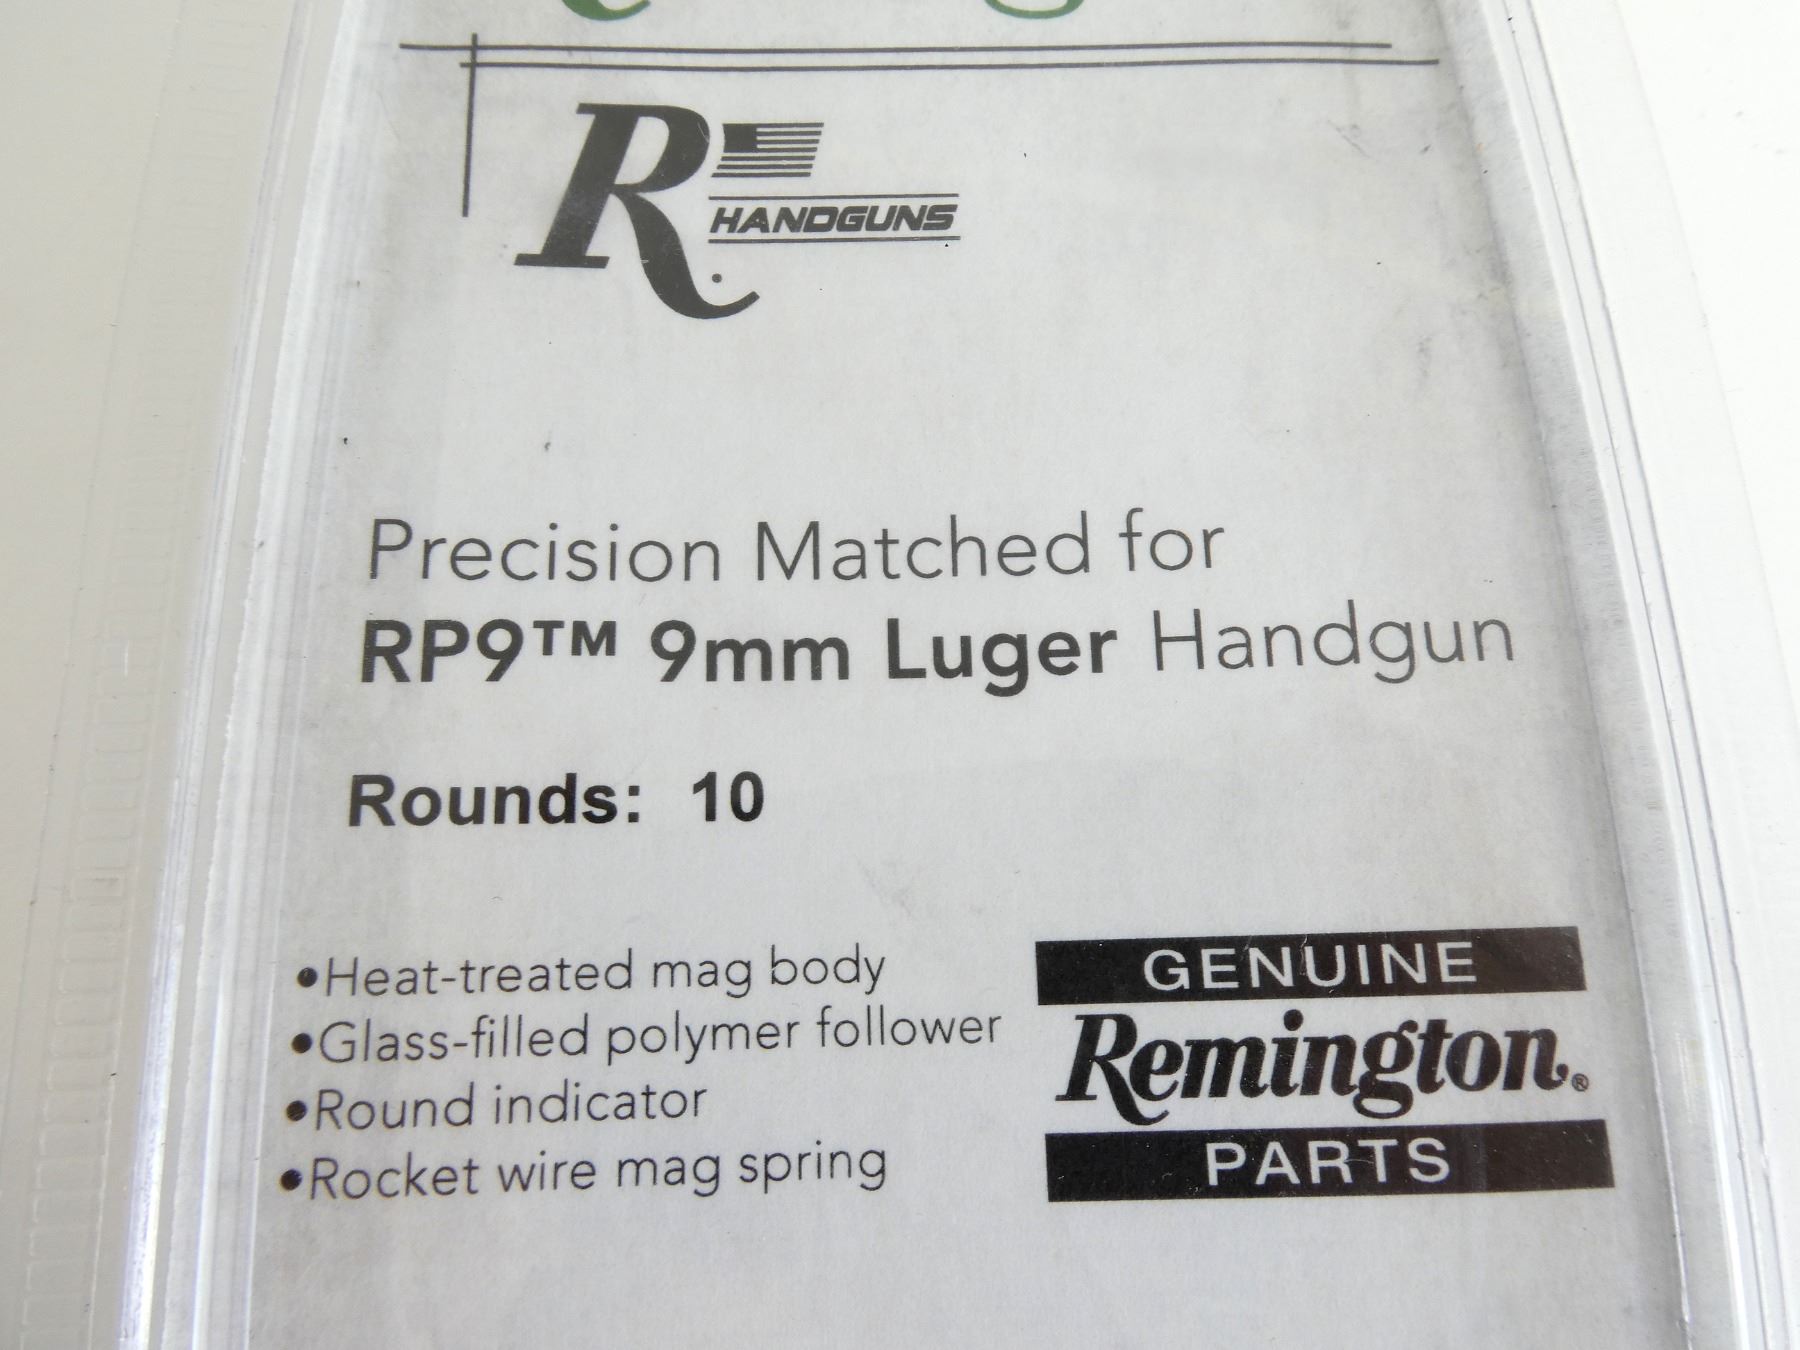 R
HANDGUNS
Precision Matched for
RP9™ 9mm Luger Handgun
Rounds: 10
•Heat-treated mag body
•Glass-filled polymer follower
•Round indicator
•Rocket wire mag spring
GENUINE
Remington®
PARTS